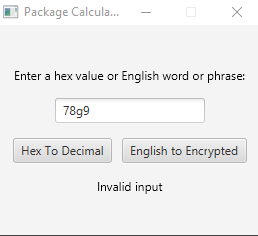 Package Calcula...
Enter a hex value or English word or phrase:
78g9
Hex To Decimal English to Encrypted
Invalid input